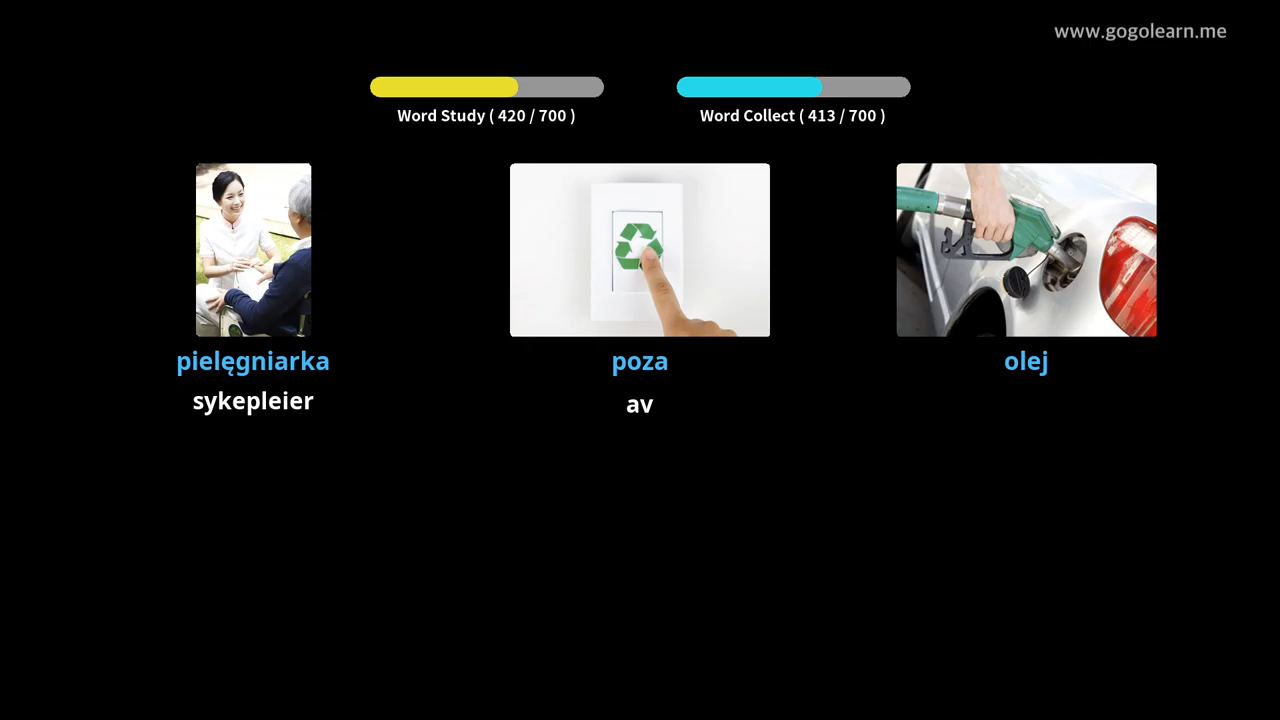 www.gogolearn.me
Word Study ( 420 / 700 )
Word Collect ( 413 / 700 )
pielęgniarka
poza
olej
sykepleier
av